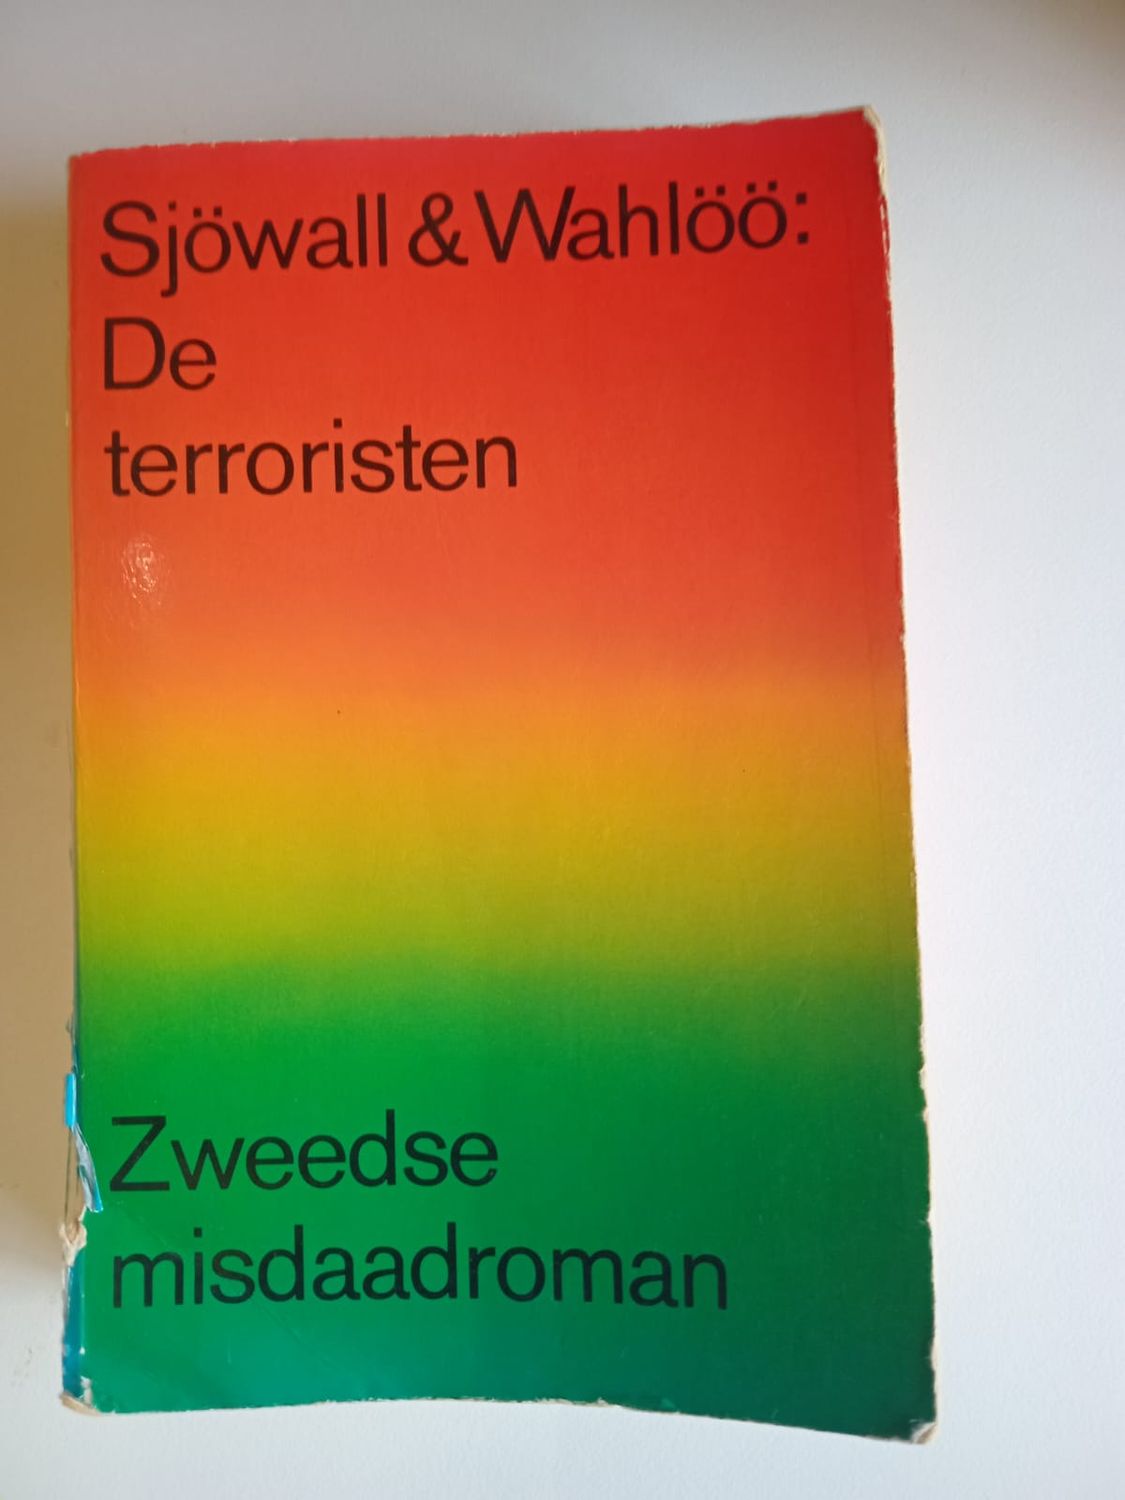 Sjöwall & Wahlöö:
De
terroristen
Zweedse
misdaadroman